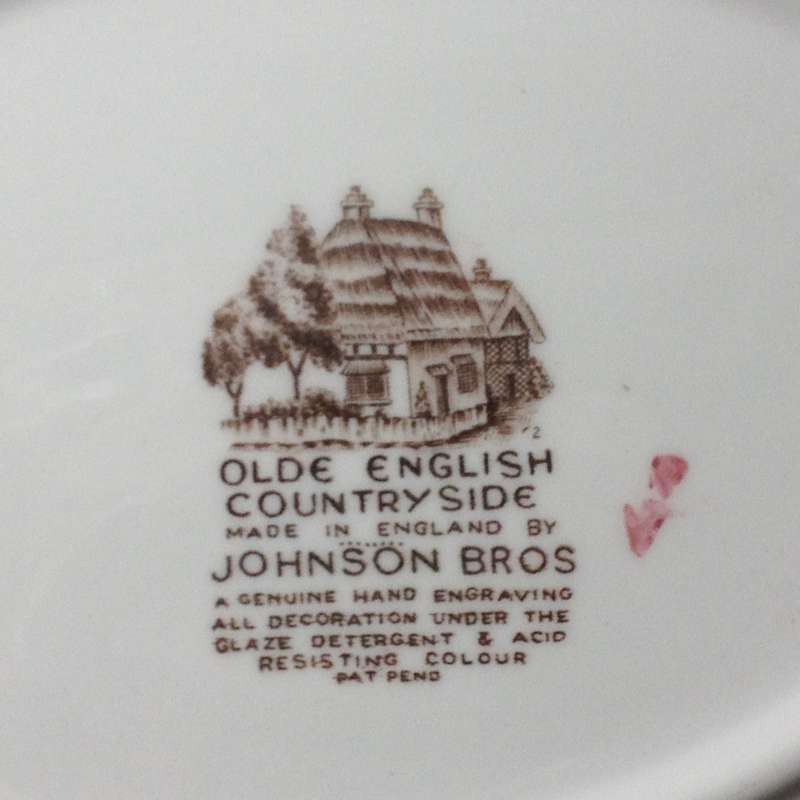 2
OLDE ENGLISH
COUNTRYSIDE
MADE IN ENGLAND BY
JOHNSON BROS
A GENUINE HAND ENGRAVING
ALL DECORATION UNDER THE
GLAZE DETERGENT & ACID
RESISTING COLOUR
PAT PEND